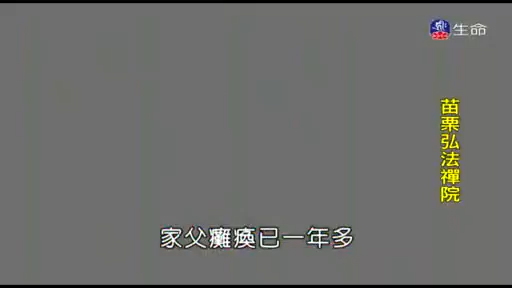 生命
苗栗弘法禪院
家父癱瘓已一年多